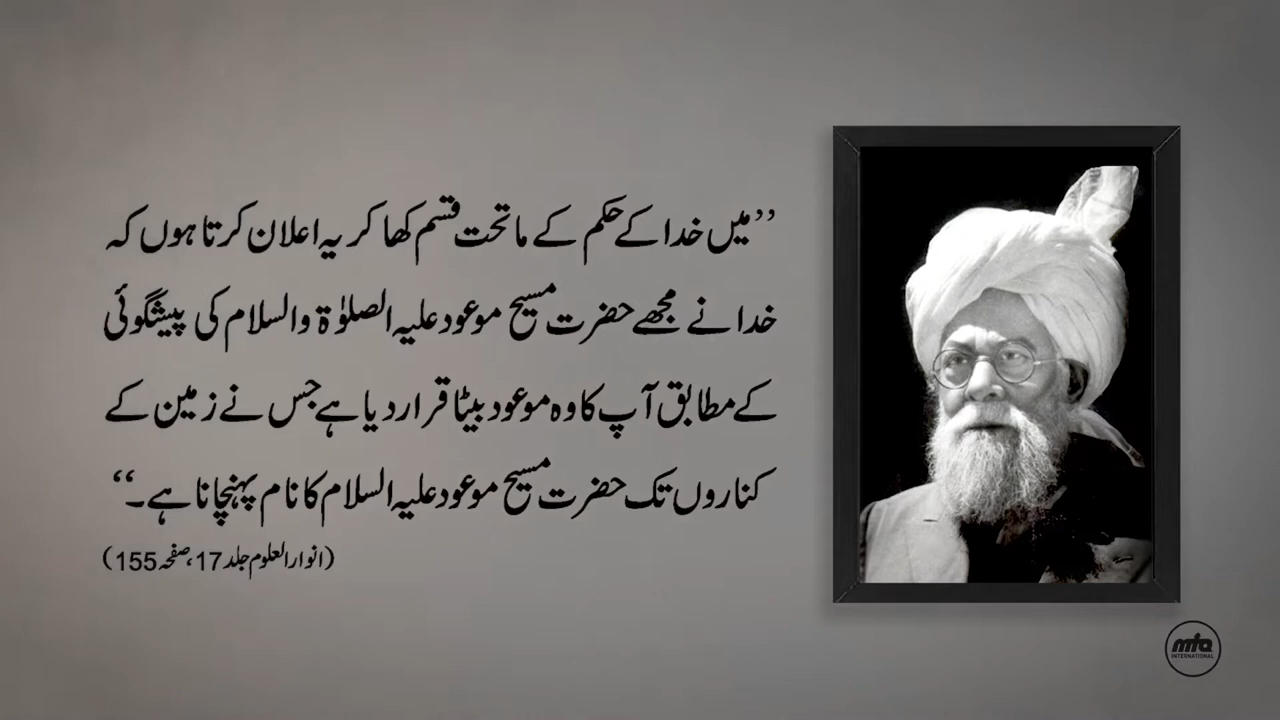 ’’میں خدا کے حکم کے ماتحت قسم کھا کر یہ اعلان کرتا ہوں کہ
خدا نے مجھے حضرت مسیح موعود علیہ الصلوٰۃ والسلام کی پیشگوئی
کے مطابق آپ کا وہ موعود بیٹا قرار دیا ہے جس نے زمین کے
کناروں تک حضرت مسیح موعود علیہ السلام کا نام پہنچانا ہے۔‘‘
(انوار العلوم جلد 17، صفحہ 155)
mta
INTERNATIONAL